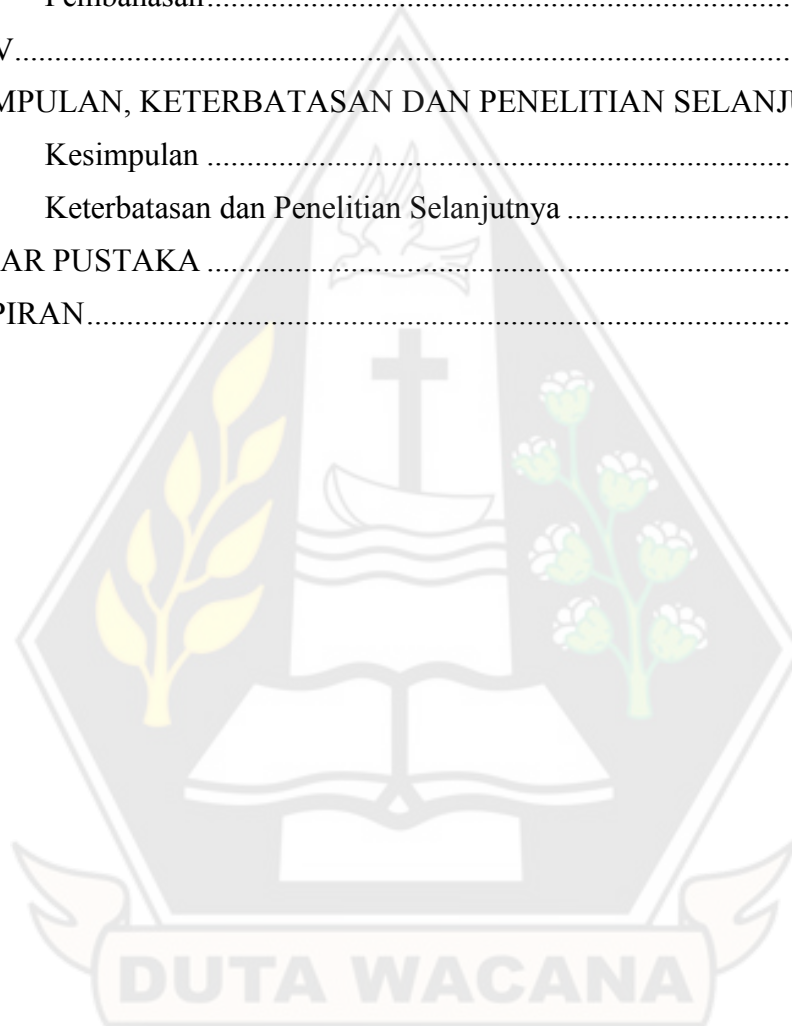 Pembahasan................................................................
V................................................................................
MPULAN, KETERBATASAN DAN PENELITIAN SELANJU
Kesimpulan ................................................................
Keterbatasan dan Penelitian Selanjutnya ...........................
AR PUSTAKA ................................................................
PIRAN............................................................................
DUTA WACANA